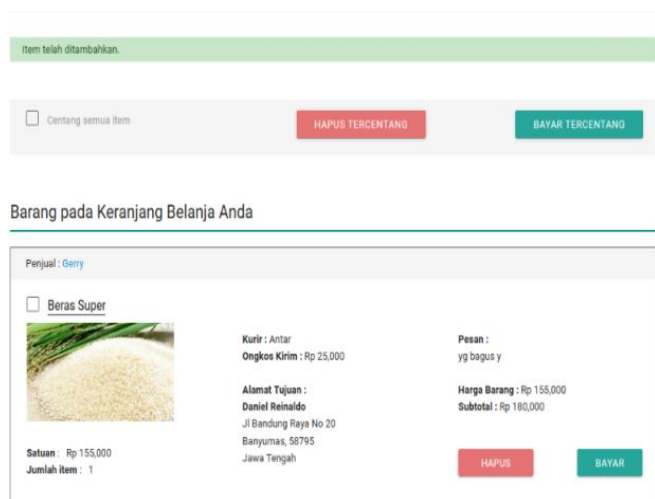 Item telah ditambahkan.
Centang semua item
HAPUS TERCENTANG
BAYAR TERCENTANG
Barang pada Keranjang Belanja Anda
Penjual : Gerry
Beras Super
Satuan : Rp 155,000
Jumlah item : 1
Kurir : Antar
Ongkos Kirim : Rp 25,000
Alamat Tujuan :
Daniel Reinaldo
Jl Bandung Raya No 20
Banyumas, 58795
Jawa Tengah
Pesan :
yg bagus y
Harga Barang : Rp 155,000
Subtotal : Rp 180,000
HAPUS
BAYAR